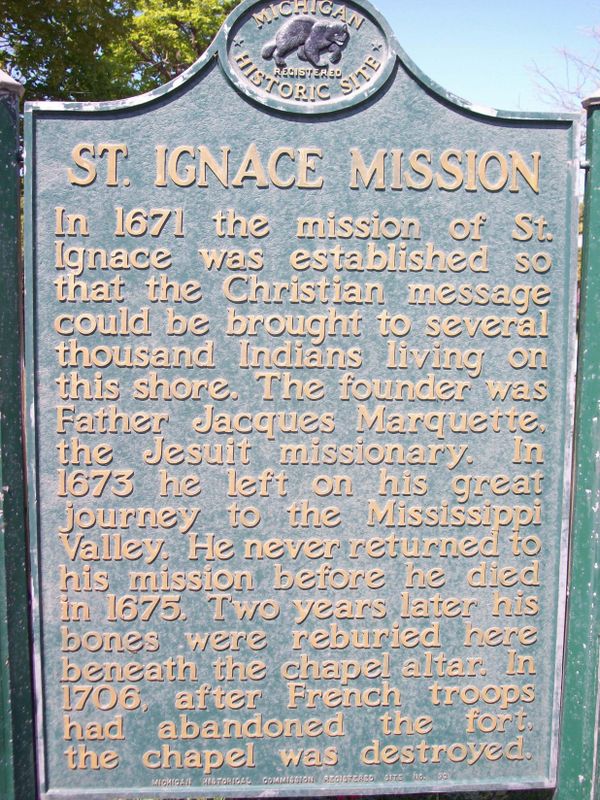 MICHIGAN
REGISTERED
HISTORIC SITE
ST. IGNACE MISSION
In 1671 the mission of St.
Ignace was established so
that the Christian message
could be brought to several
thousand Indians living on
this shore. The founder was
Father Jacques Marquette,
the Jesuit missionary. In
1673 he left on his great
journey to the Mississippi
Valley. He never returned to
his mission before he died
in 1675. Two years later his
bones were reburied here
beneath the chapel altar. In
1706, after French troops
had abandoned the fort,
the chapel was destroyed.
MICHIGAN HISTORICAL COMMISSION REGISTERED SITE NO.